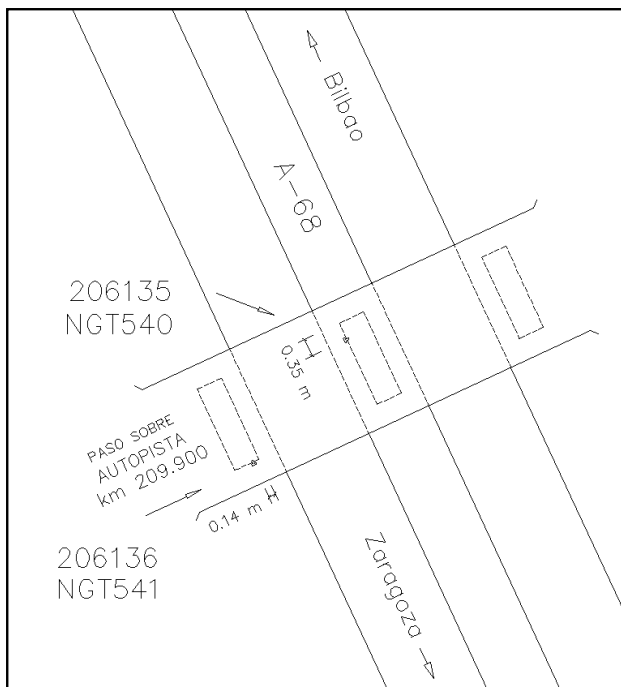 Bilbao
A-68
206135
NGT540
0.35 m
PASO SOBRE
AUTOPISTA
km 209.900
0.14 m
206136
NGT541
Zaragoza